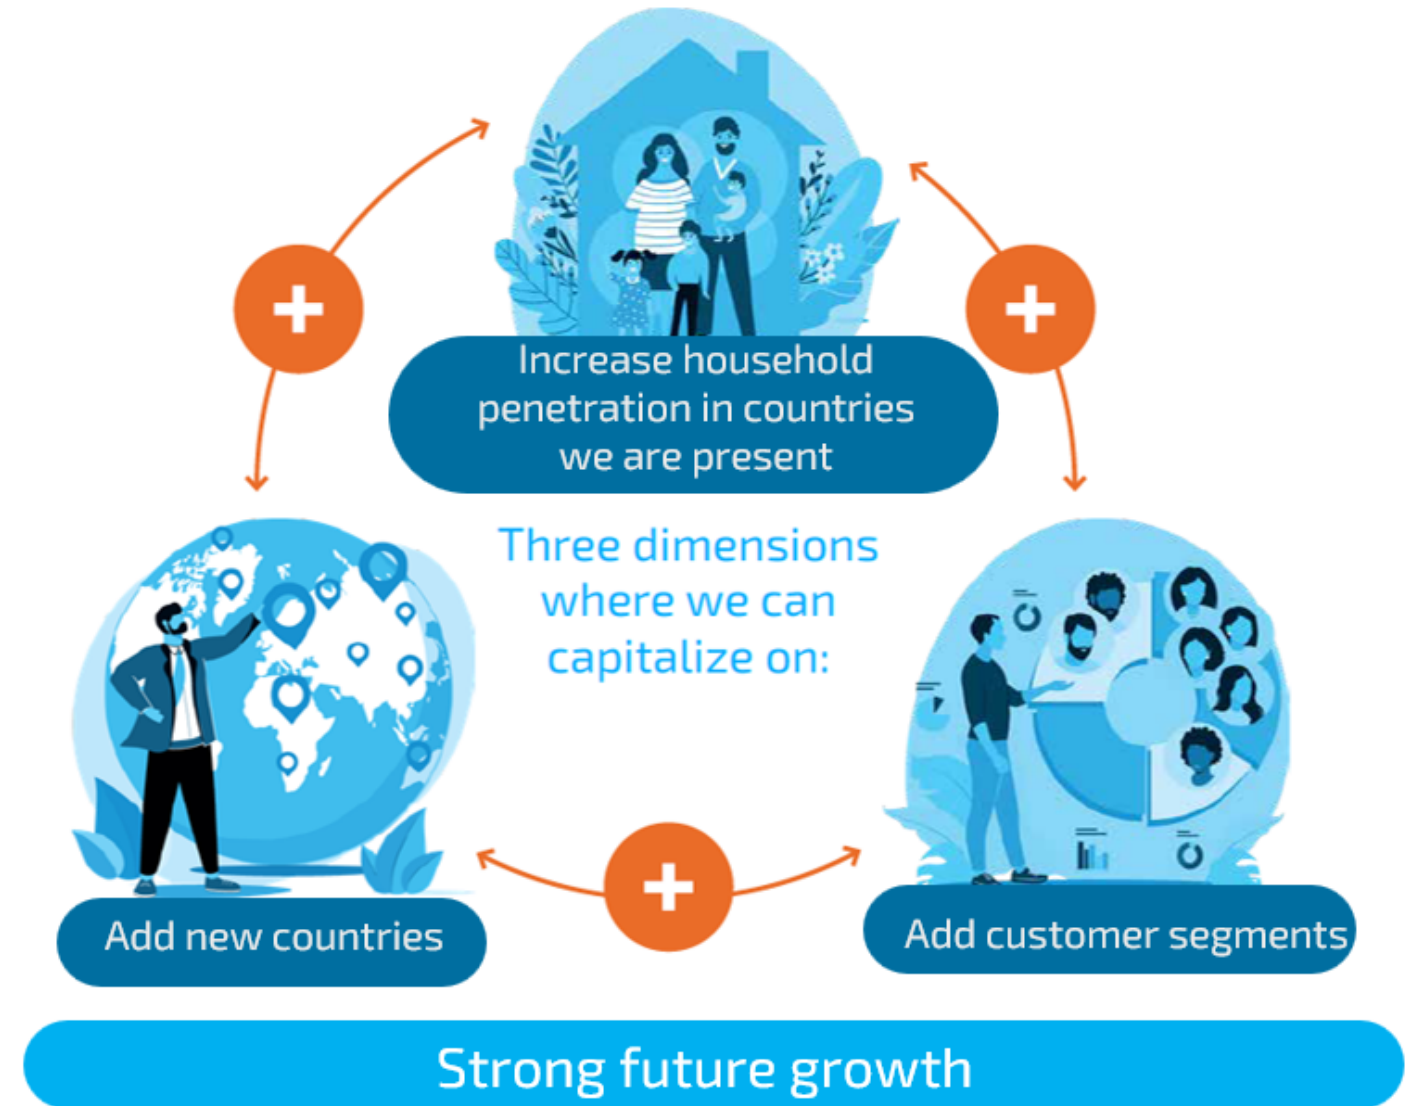 Increase household
penetration in countries
we are present
Three dimensions
where we can
capitalize on:
Add new countries
Add customer segments
Strong future growth